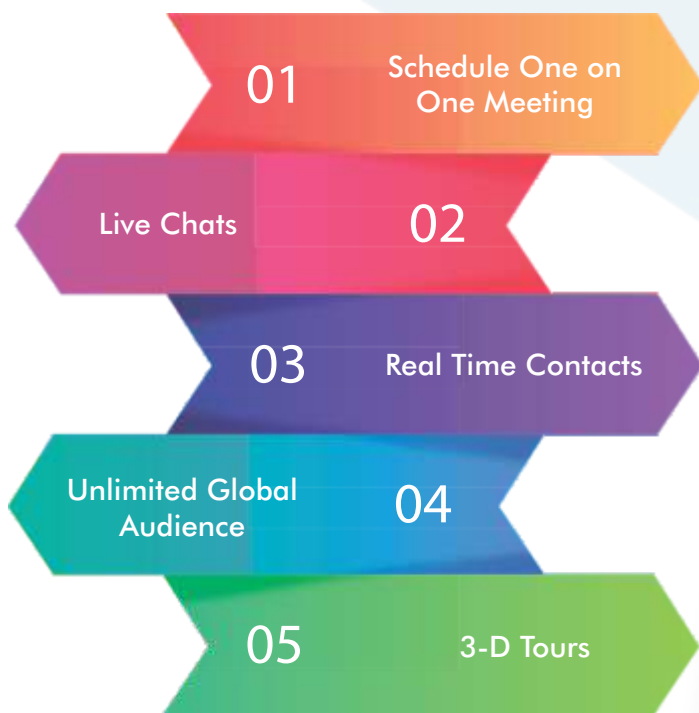 01
Schedule One on
One Meeting
Live Chats
02
03
Real Time Contacts
Unlimited Global
Audience
04
05
3-D Tours